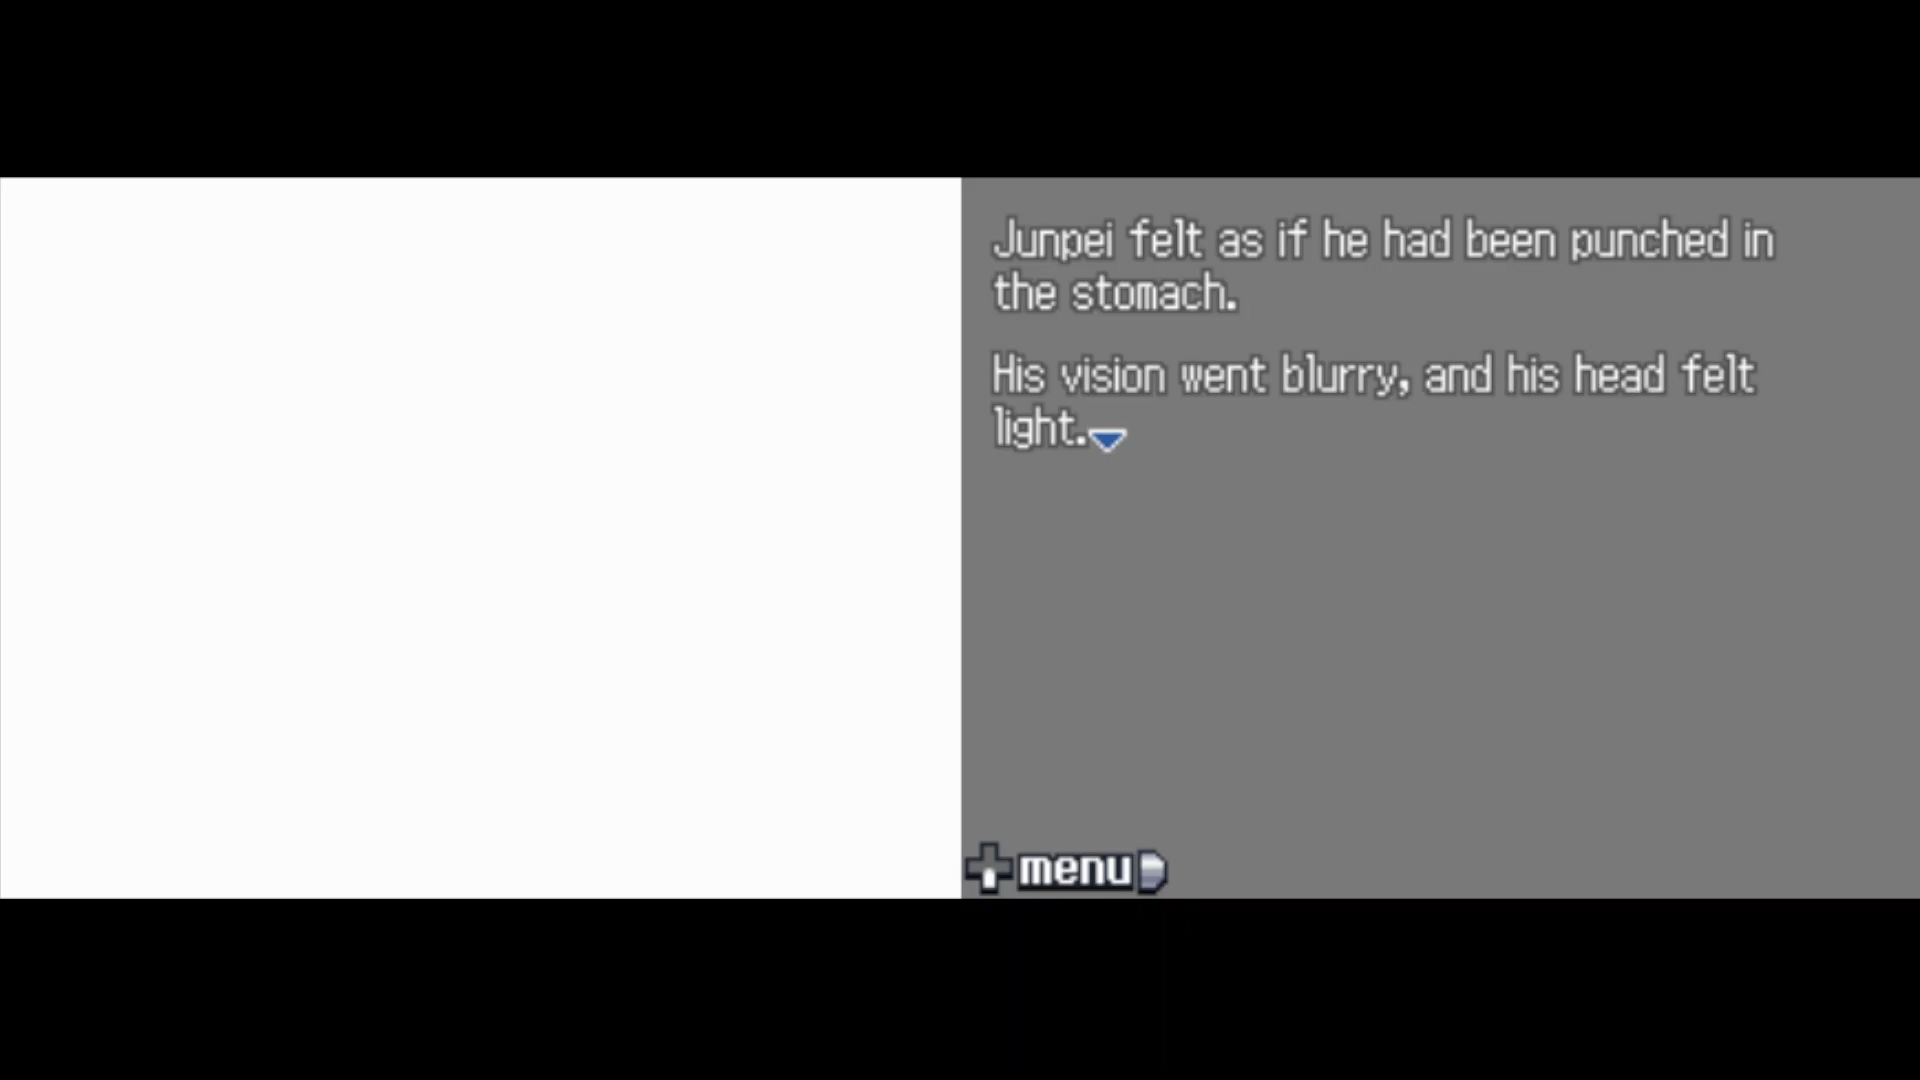 Junpei felt as if he had been punched in
the stomach.
His vision went blurry, and his head felt
light.
menu